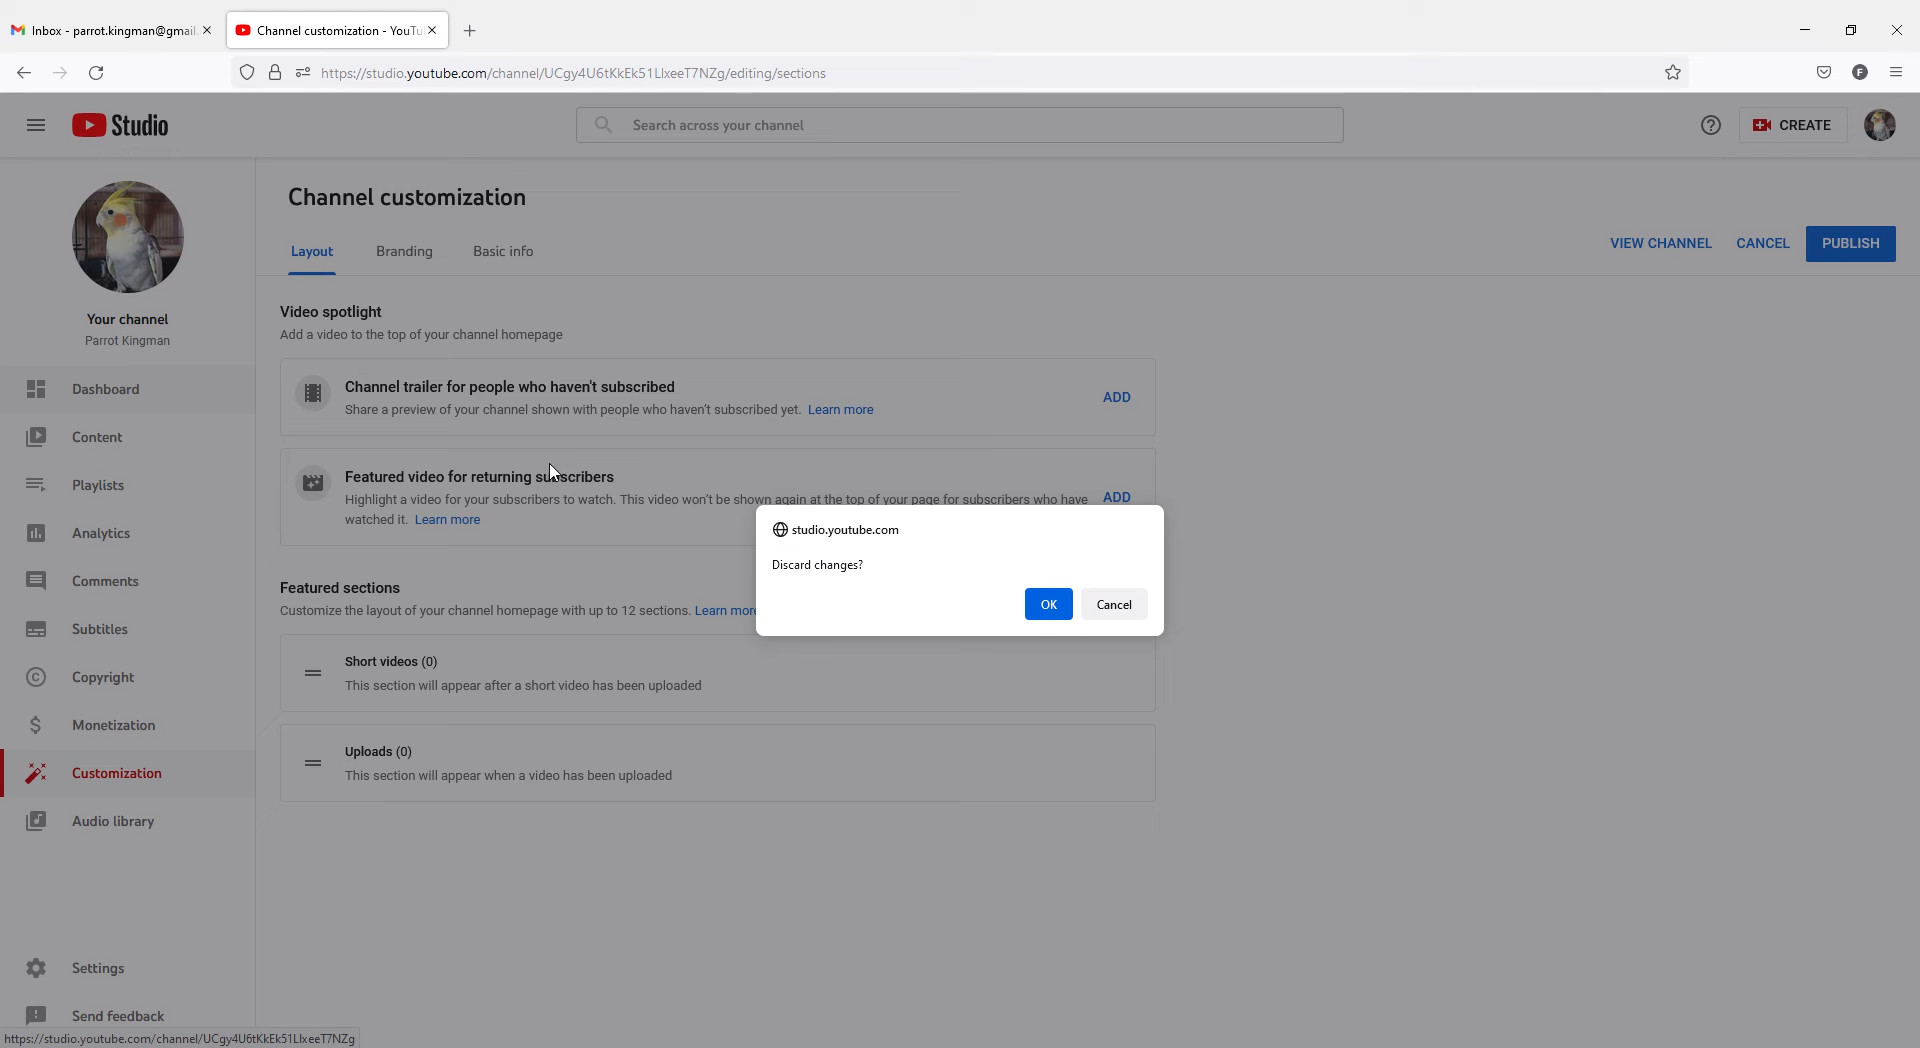 Inbox - parrot.kingman@gmail.
Channel customization - YouTu
https://studio.youtube.com/channel/UCgy4U6tKkEk51LlxeeT7NZg/editing/sections
Studio
Search across your channel
CREATE
Channel customization
Layout
Branding
Basic info
VIEW CHANNEL
CANCEL
PUBLISH
Your channel
Parrot Kingman
Dashboard
Content
Playlists
Analytics
Comments
Subtitles
Copyright
Monetization
Customization
Audio library
Settings
Send feedback
Video spotlight
Add a video to the top of your channel homepage
Channel trailer for people who haven't subscribed
Share a preview of your channel shown with people who haven't subscribed yet. Learn more
ADD
Featured video for returning subscribers
Highlight a video for your subscribers to watch. This video won't be shown again at the top of your page for subscribers who have
watched it. Learn more
ADD
studio.youtube.com
Discard changes?
OK
Cancel
Featured sections
Customize the layout of your channel homepage with up to 12 sections. Learn more
Short videos (0)
This section will appear after a short video has been uploaded
Uploads (0)
This section will appear when a video has been uploaded
https://studio.youtube.com/channel/UCgy4U6tKkEk51LlxeeT7NZg